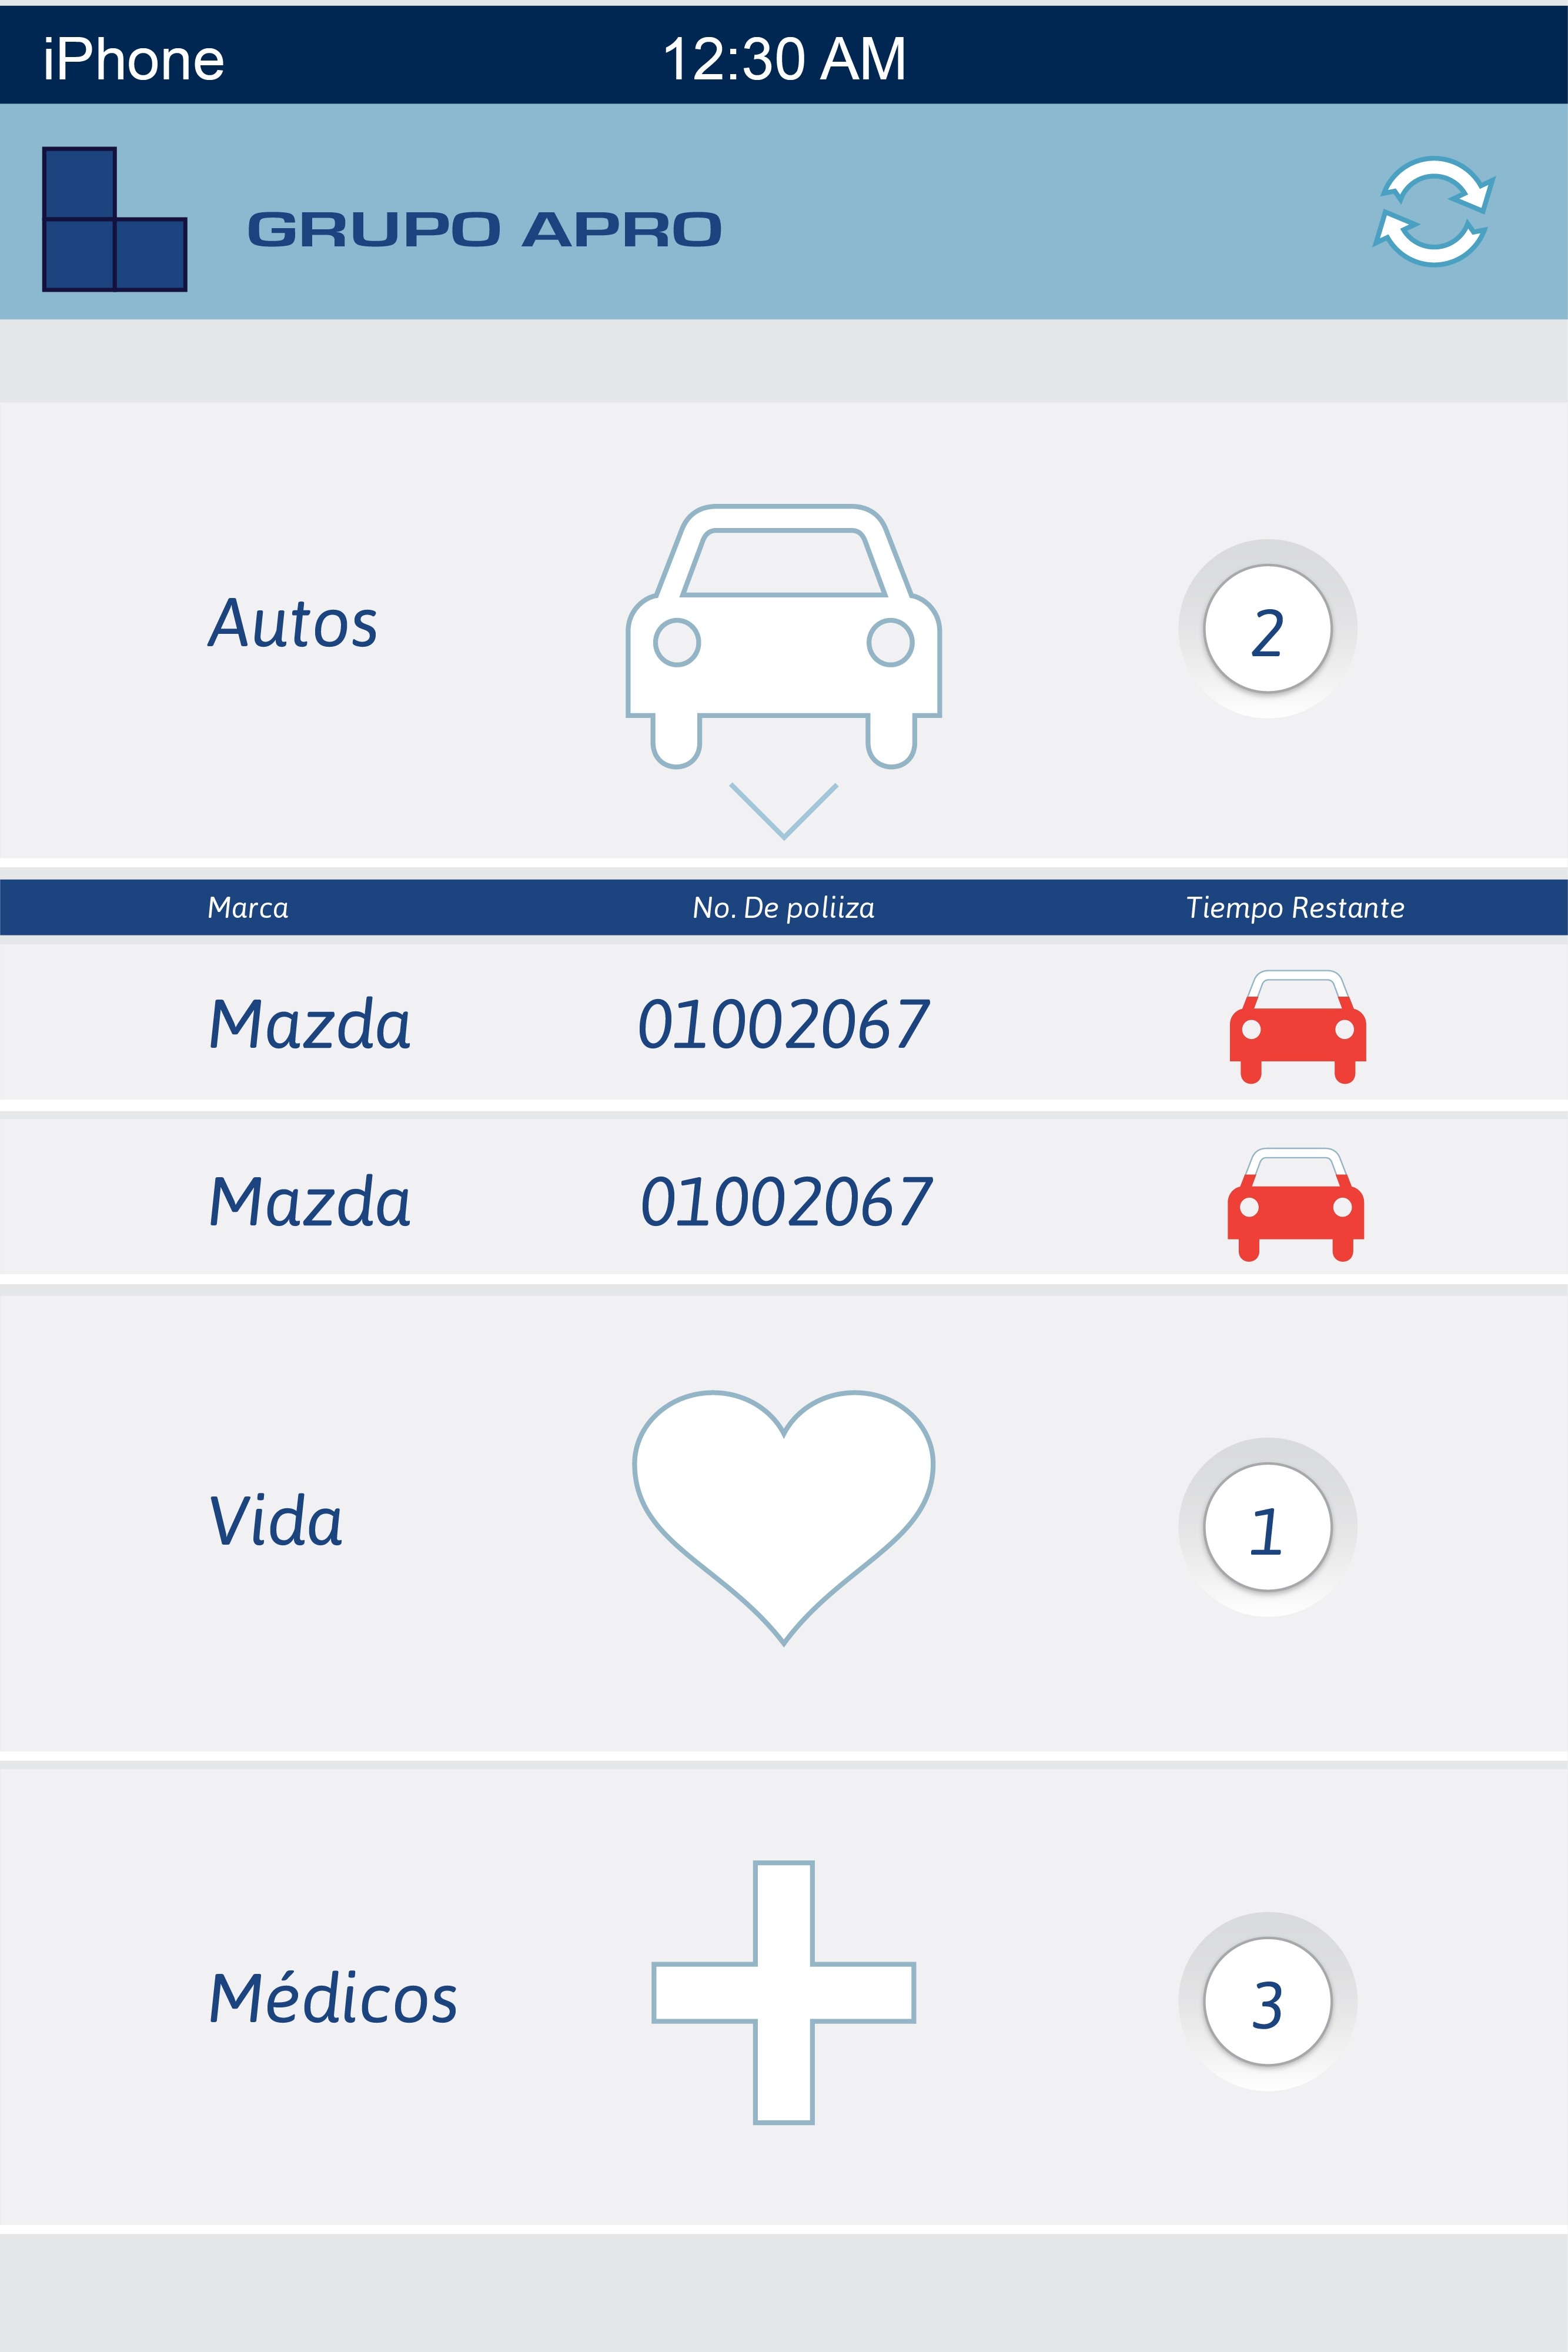 iPhone 12:30 AM
GRUPO APRO
Autos 2
Marca No. De poliiza Tiempo Restante
Mazda 01002067
Mazda 01002067
Vida 1
Médicos 3